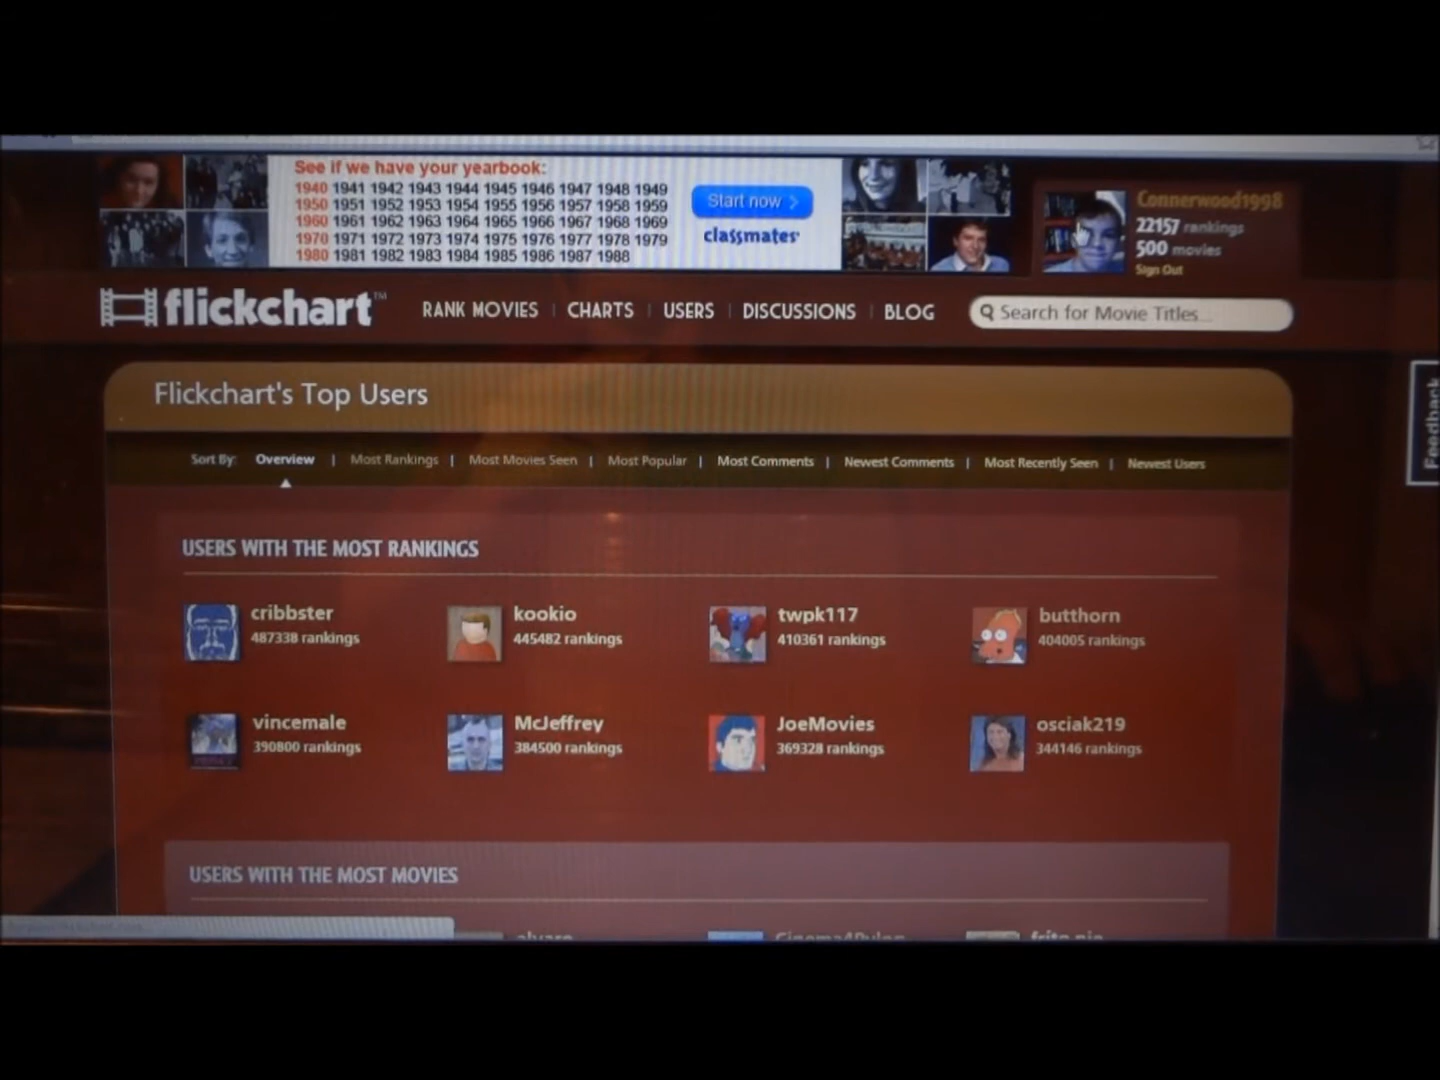 See if we have your yearbook:
1940 1941 1942 1943 1944 1945 1946 1947 1948 1949
1950 1951 1952 1953 1954 1955 1956 1957 1958 1959
1960 1961 1962 1963 1964 1965 1966 1967 1968 1969
1970 1971 1972 1973 1974 1975 1976 1977 1978 1979
1980 1981 1982 1983 1984 1985 1986 1987 1988
Start now
classmates
Connerwood1998
22157 rankings
500 movies
Sign Out
flickchart™
RANK MOVIES | CHARTS | USERS | DISCUSSIONS | BLOG
Search for Movie Titles...
Feedback
Flickchart's Top Users
Sort By: Overview | Most Rankings | Most Movies Seen | Most Popular | Most Comments | Newest Comments | Most Recently Seen | Newest Users
USERS WITH THE MOST RANKINGS
cribbster
487338 rankings
kookio
445482 rankings
twpk117
410361 rankings
butthorn
404005 rankings
vincemale
390800 rankings
McJeffrey
384500 rankings
JoeMovies
369328 rankings
osciak219
344146 rankings
USERS WITH THE MOST MOVIES